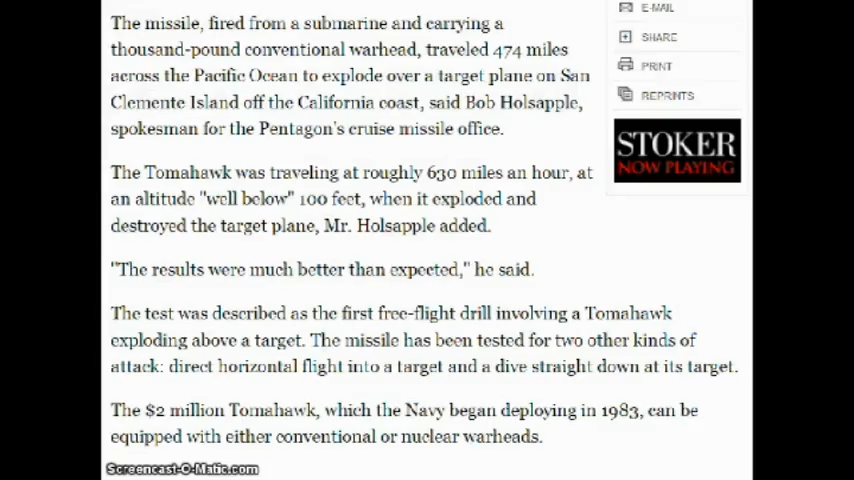 The missile, fired from a submarine and carrying a
thousand-pound conventional warhead, traveled 474 miles
across the Pacific Ocean to explode over a target plane on San
Clemente Island off the California coast, said Bob Holsapple,
spokesman for the Pentagon's cruise missile office.
The Tomahawk was traveling at roughly 630 miles an hour, at
an altitude "well below" 100 feet, when it exploded and
destroyed the target plane, Mr. Holsapple added.
"The results were much better than expected," he said.
The test was described as the first free-flight drill involving a Tomahawk
exploding above a target. The missile has been tested for two other kinds of
attack: direct horizontal flight into a target and a dive straight down at its target.
The $2 million Tomahawk, which the Navy began deploying in 1983, can be
equipped with either conventional or nuclear warheads.
E-MAIL
SHARE
PRINT
REPRINTS
STOKER
NOW PLAYING
Screencast-O-Matic.com